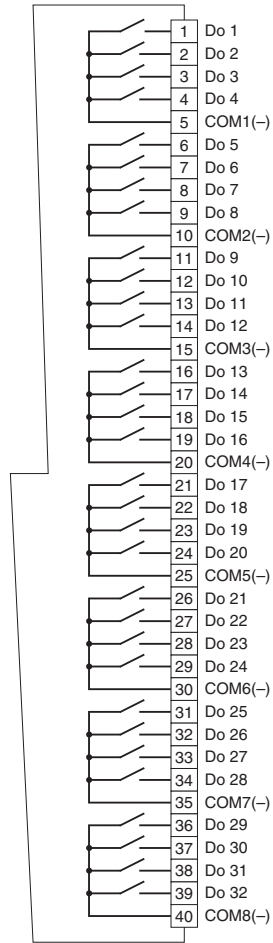 1 Do 1
2 Do 2
3 Do 3
4 Do 4
5 COM1(–)
6 Do 5
7 Do 6
8 Do 7
9 Do 8
10 COM2(–)
11 Do 9
12 Do 10
13 Do 11
14 Do 12
15 COM3(–)
16 Do 13
17 Do 14
18 Do 15
19 Do 16
20 COM4(–)
21 Do 17
22 Do 18
23 Do 19
24 Do 20
25 COM5(–)
26 Do 21
27 Do 22
28 Do 23
29 Do 24
30 COM6(–)
31 Do 25
32 Do 26
33 Do 27
34 Do 28
35 COM7(–)
36 Do 29
37 Do 30
38 Do 31
39 Do 32
40 COM8(–)